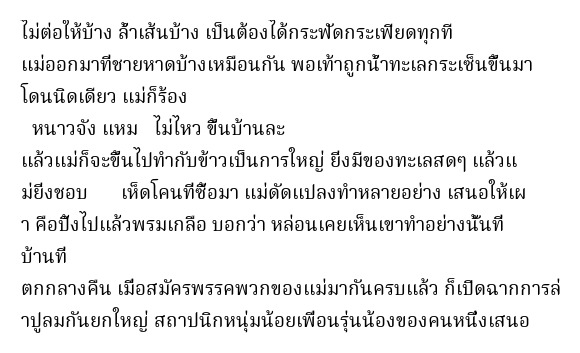 ไม่ต่อให้บ้าง ล้ำเส้นบ้าง เป็นต้องได้กระฟัดกระเฟียดทุกที
แม่ออกมาที่ชายหาดบ้างเหมือนกัน พอเท้าถูกน้ำทะเลกระเซ็นขึ้นมา
โดนนิดเดียว แม่ก็ร้อง
หนาวจัง แหม ไม่ไหว ขึ้นบ้านละ
แล้วแม่ก็จะขึ้นไปทำกับข้าวเป็นการใหญ่ ยิ่งมีของทะเลสดๆ แล้วแ
ม่ยิ่งชอบ เห็ดโคนที่ซื้อมา แม่ดัดแปลงทำหลายอย่าง เสนอให้เผ
า คือปิ้งไปแล้วพรมเกลือ บอกว่า หล่อนเคยเห็นเขาทำอย่างนั้นที่
บ้านที่
ตกกลางคืน เมื่อสมัครพรรคพวกของแม่มากันครบแล้ว ก็เปิดฉากการล่
าปูลมกันยกใหญ่ สถาปนิกหนุ่มน้อยเพื่อนรุ่นน้องของคนหนึ่งเสนอ